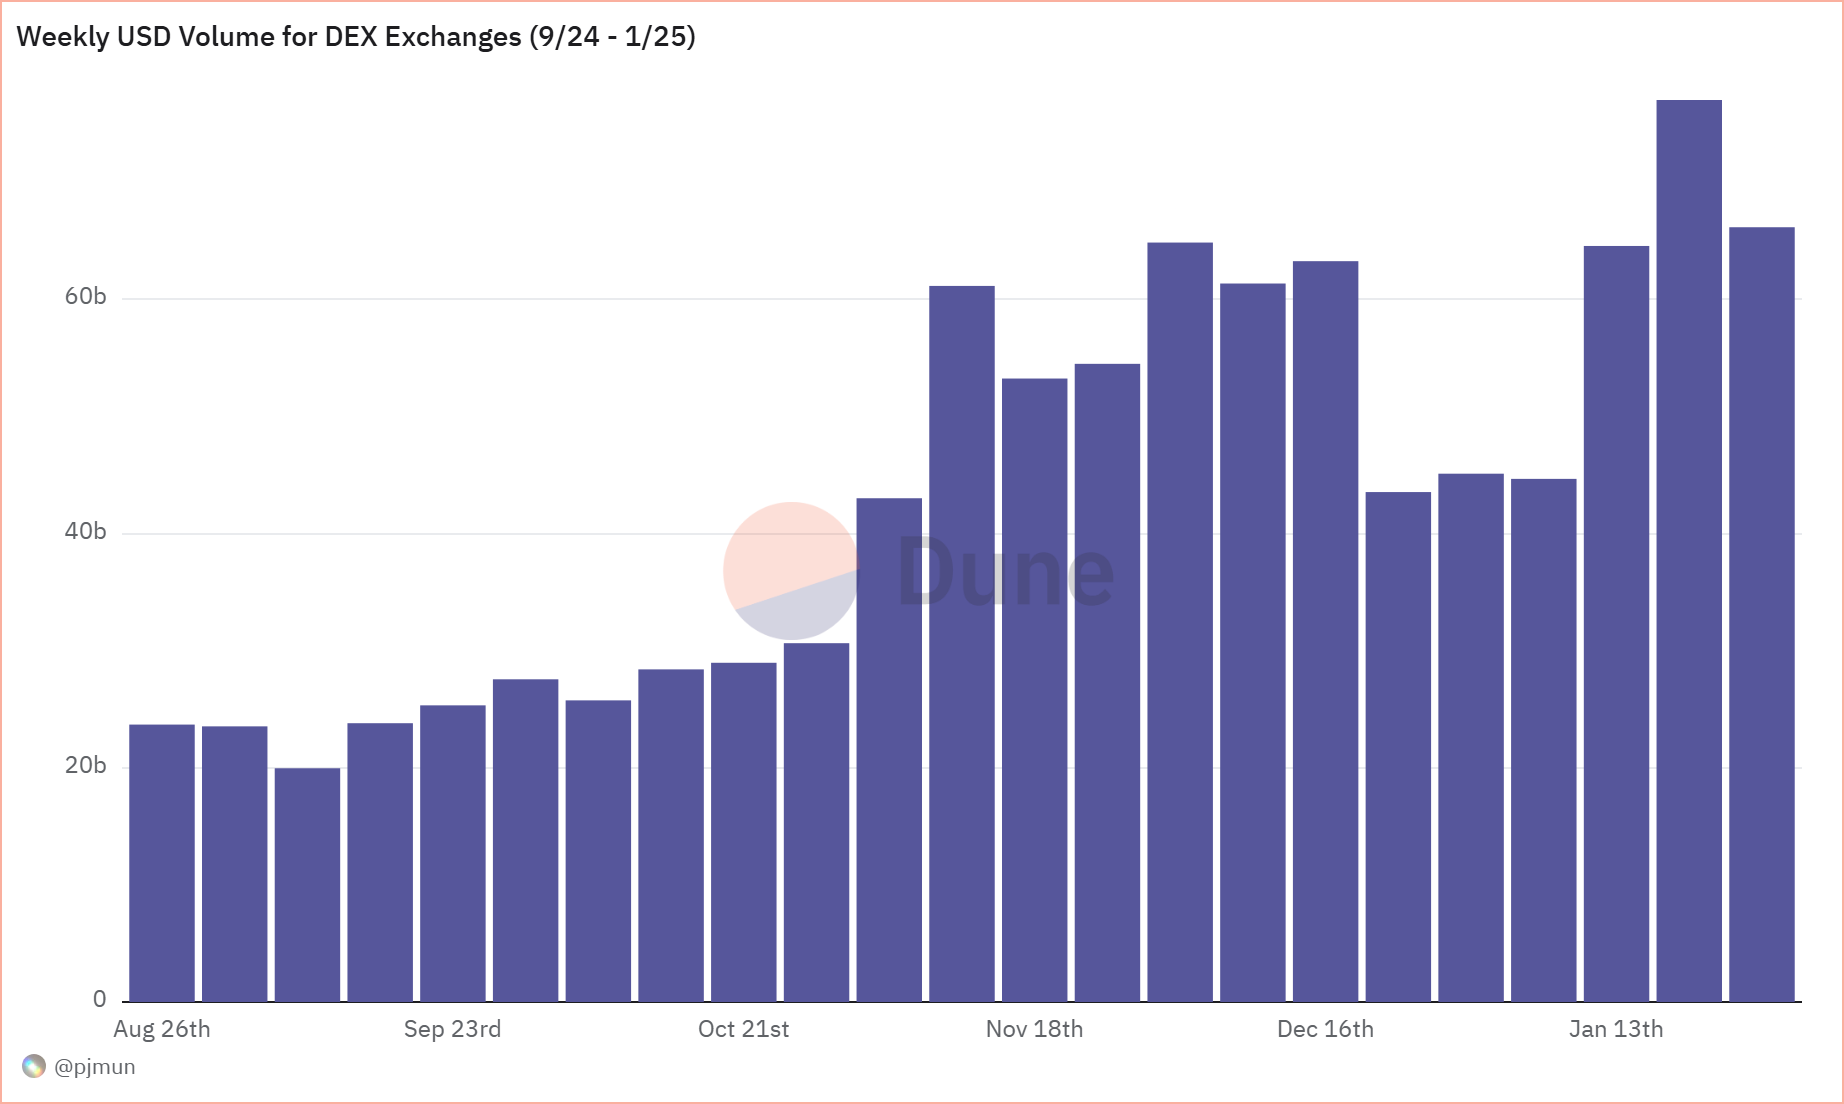 Weekly USD Volume for DEX Exchanges (9/24 - 1/25)
60b
40b
20b
0
Dune
Aug 26th Sep 23rd Oct 21st Nov 18th Dec 16th Jan 13th
@pjmun